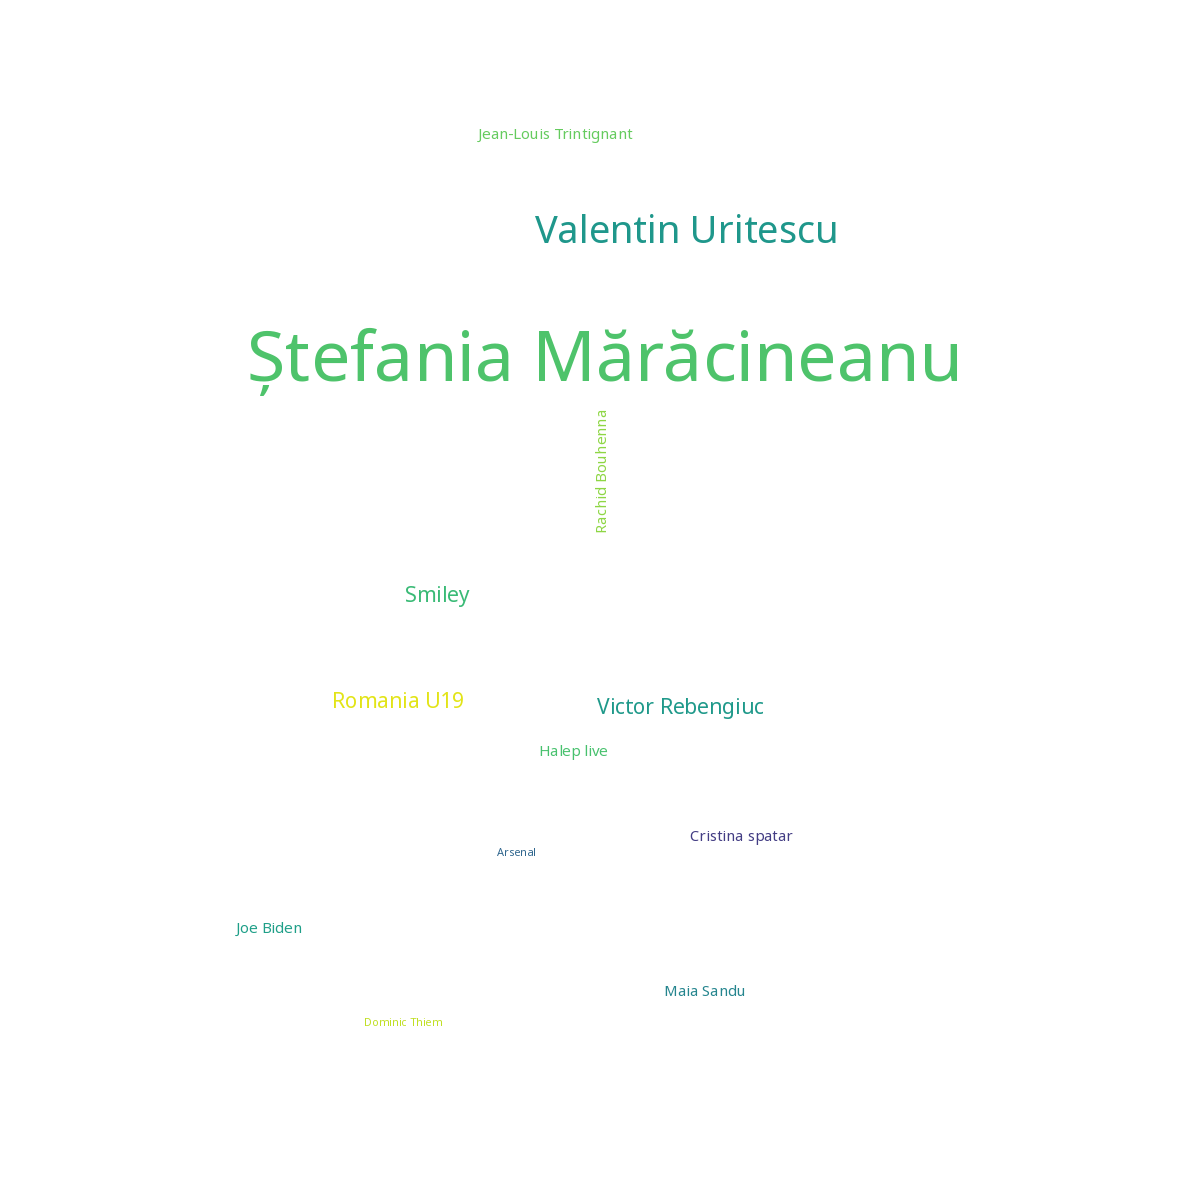 Jean-Louis Trintignant
Valentin Uritescu
Ștefania Mărăcineanu
Rachid Bouhenna
Smiley
Romania U19
Victor Rebengiuc
Halep live
Cristina spatar
Arsenal
Joe Biden
Maia Sandu
Dominic Thiem